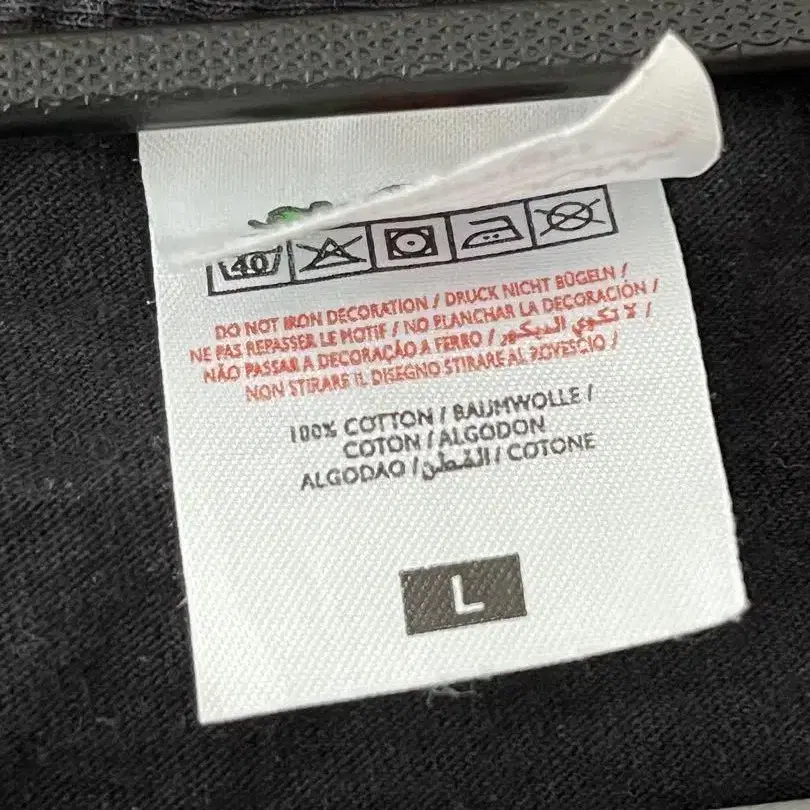 40
DO NOT IRON DECORATION / DRUCK NICHT BÜGELN /
NE PAS REPASSER LE MOTIF / NO PLANCHAR LA DECORACIÓN /
NÃO PASSAR A DECORAÇÃO A FERRO / لا تكوي الديكور /
NON STIRARE IL DISEGNO STIRARE AL ROVESCIO /
100% COTTON / BAUMWOLLE /
COTON / ALGODON
ALGODAO / القطن / COTONE
L